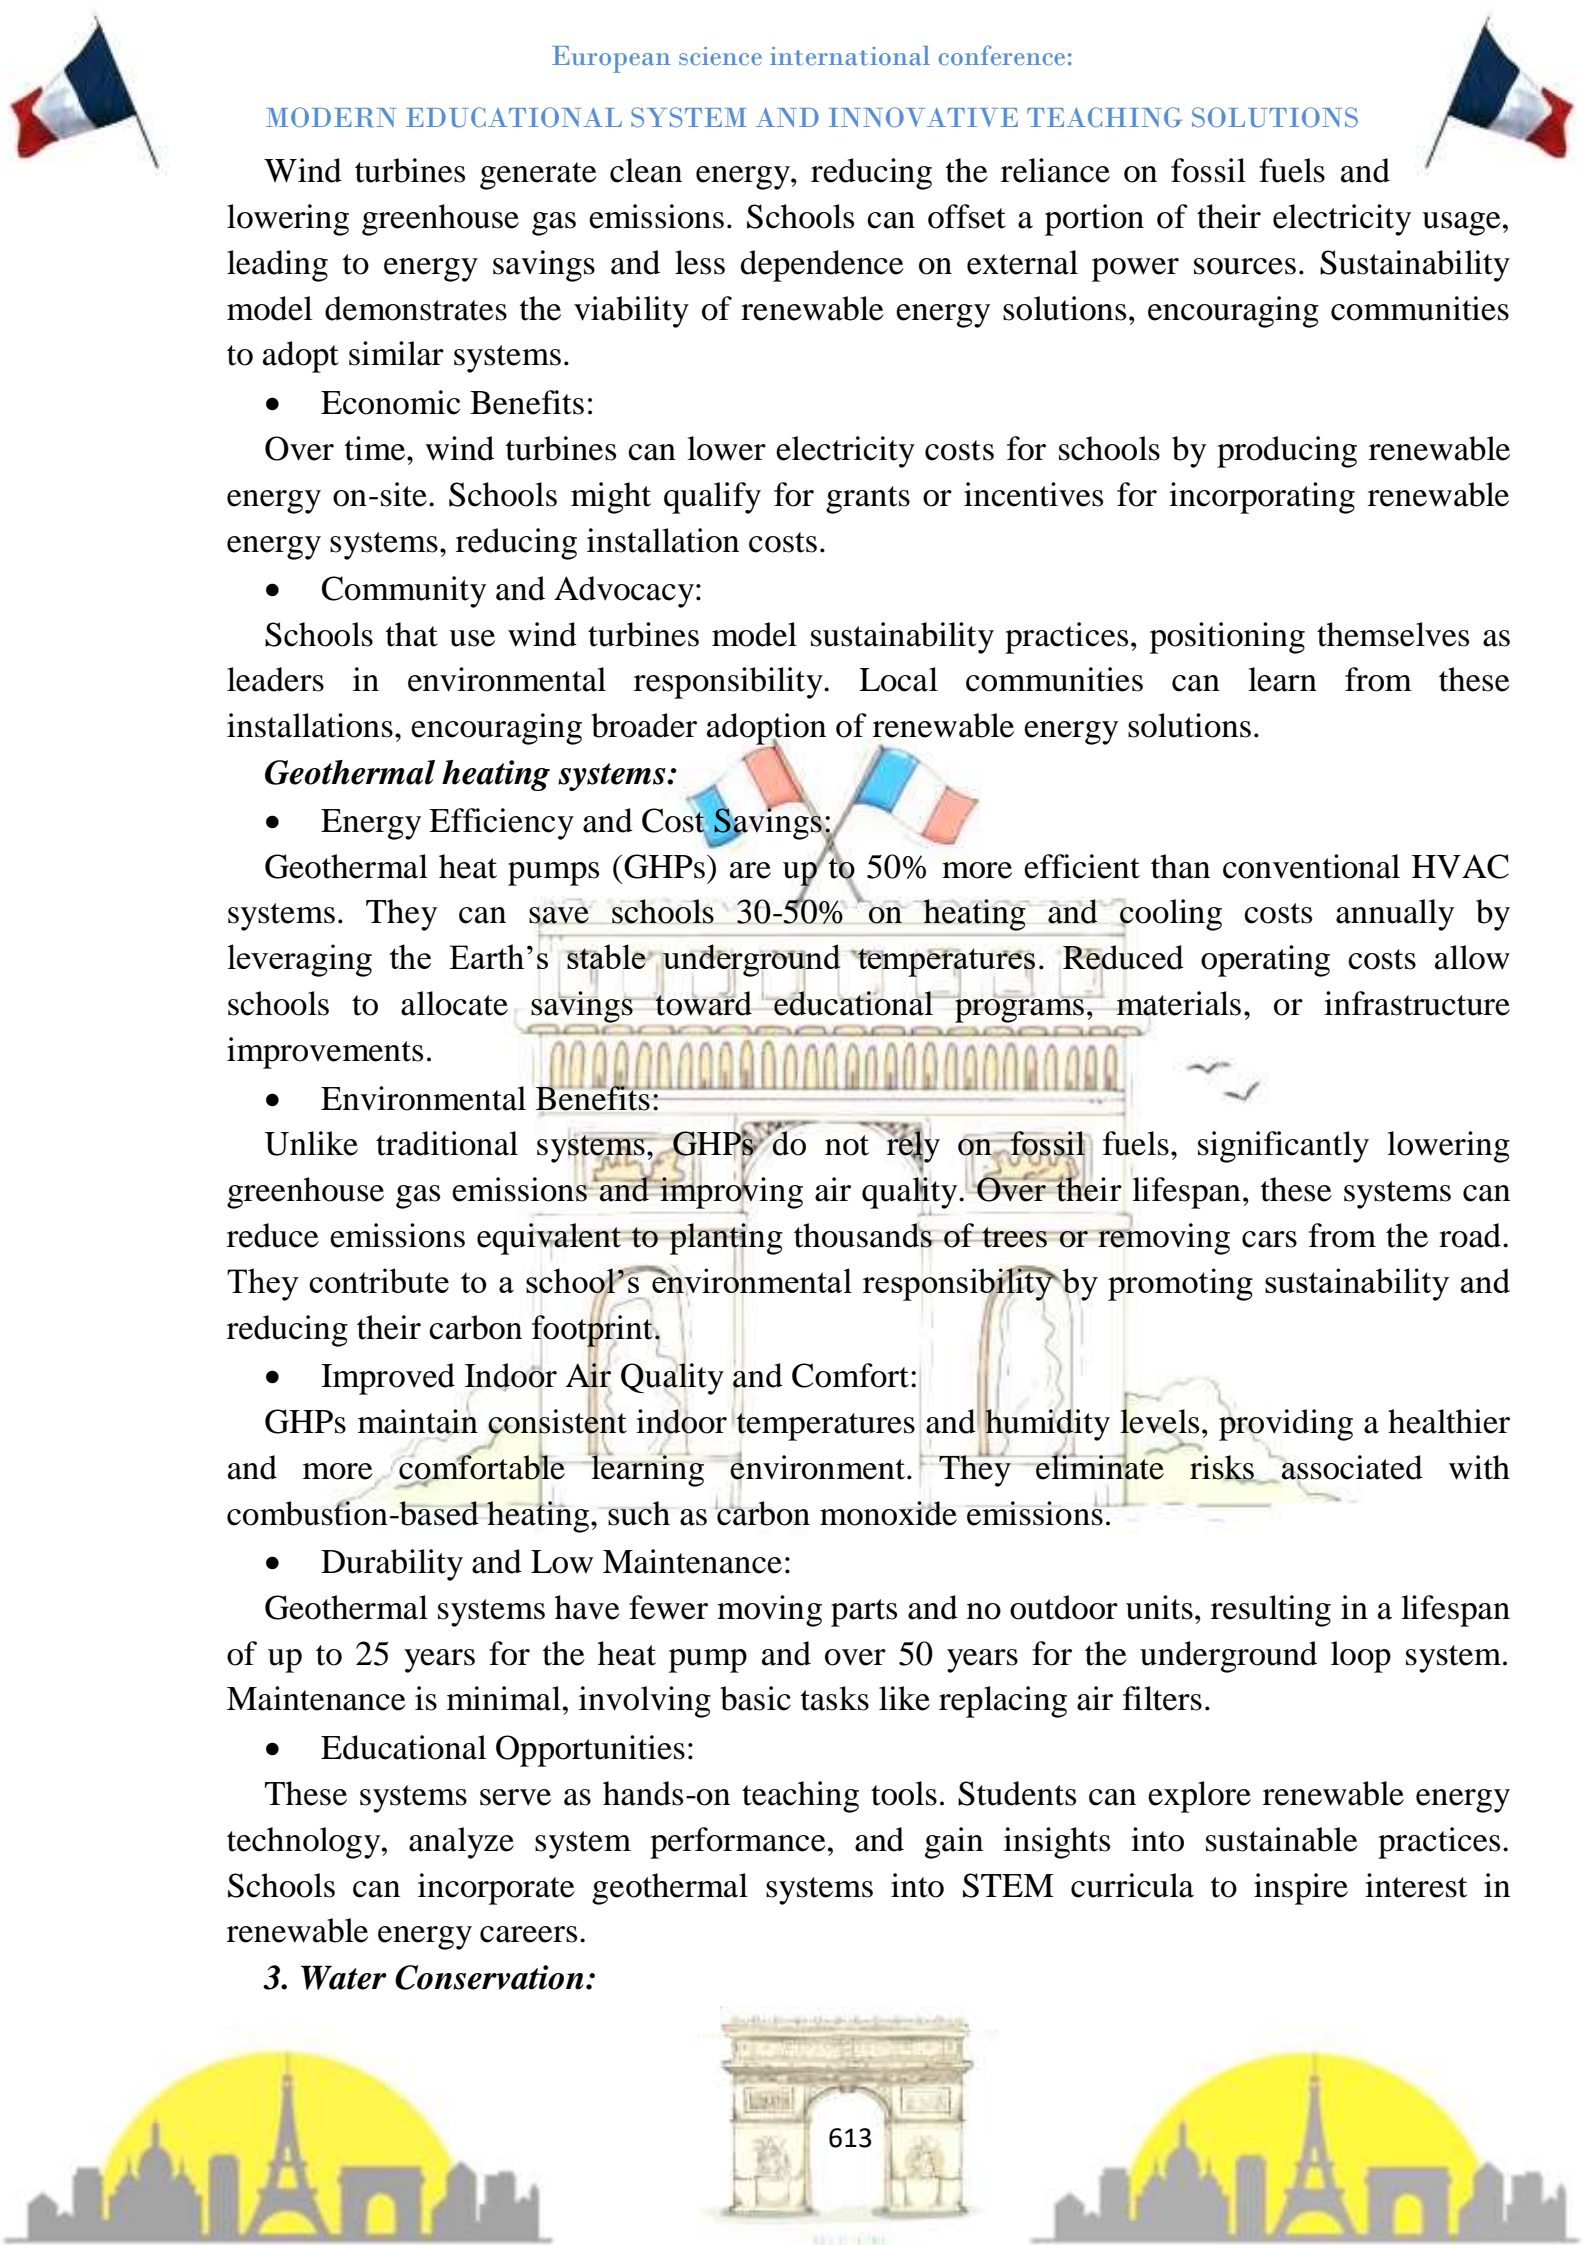 European science international conference:
MODERN EDUCATIONAL SYSTEM AND INNOVATIVE TEACHING SOLUTIONS
Wind turbines generate clean energy, reducing the reliance on fossil fuels and
lowering greenhouse gas emissions. Schools can offset a portion of their electricity usage,
leading to energy savings and less dependence on external power sources. Sustainability
model demonstrates the viability of renewable energy solutions, encouraging communities
to adopt similar systems.
• Economic Benefits:
Over time, wind turbines can lower electricity costs for schools by producing renewable
energy on-site. Schools might qualify for grants or incentives for incorporating renewable
energy systems, reducing installation costs.
• Community and Advocacy:
Schools that use wind turbines model sustainability practices, positioning themselves as
leaders in environmental responsibility. Local communities can learn from these
installations, encouraging broader adoption of renewable energy solutions.
Geothermal heating systems:
• Energy Efficiency and Cost Savings:
Geothermal heat pumps (GHPs) are up to 50% more efficient than conventional HVAC
systems. They can save schools 30-50% on heating and cooling costs annually by
leveraging the Earth’s stable underground temperatures. Reduced operating costs allow
schools to allocate savings toward educational programs, materials, or infrastructure
improvements.
• Environmental Benefits:
Unlike traditional systems, GHPs do not rely on fossil fuels, significantly lowering
greenhouse gas emissions and improving air quality. Over their lifespan, these systems can
reduce emissions equivalent to planting thousands of trees or removing cars from the road.
They contribute to a school’s environmental responsibility by promoting sustainability and
reducing their carbon footprint.
• Improved Indoor Air Quality and Comfort:
GHPs maintain consistent indoor temperatures and humidity levels, providing a healthier
and more comfortable learning environment. They eliminate risks associated with
combustion-based heating, such as carbon monoxide emissions.
• Durability and Low Maintenance:
Geothermal systems have fewer moving parts and no outdoor units, resulting in a lifespan
of up to 25 years for the heat pump and over 50 years for the underground loop system.
Maintenance is minimal, involving basic tasks like replacing air filters.
• Educational Opportunities:
These systems serve as hands-on teaching tools. Students can explore renewable energy
technology, analyze system performance, and gain insights into sustainable practices.
Schools can incorporate geothermal systems into STEM curricula to inspire interest in
renewable energy careers.
3. Water Conservation:
613